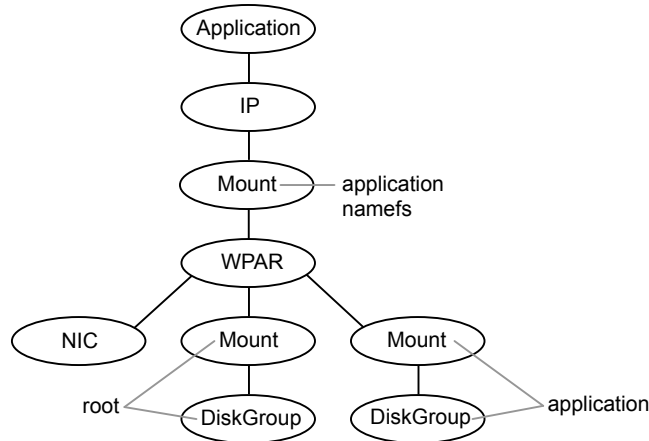 Application
IP
Mount
application
namefs
WPAR
NIC
Mount
Mount
root
DiskGroup
DiskGroup
application